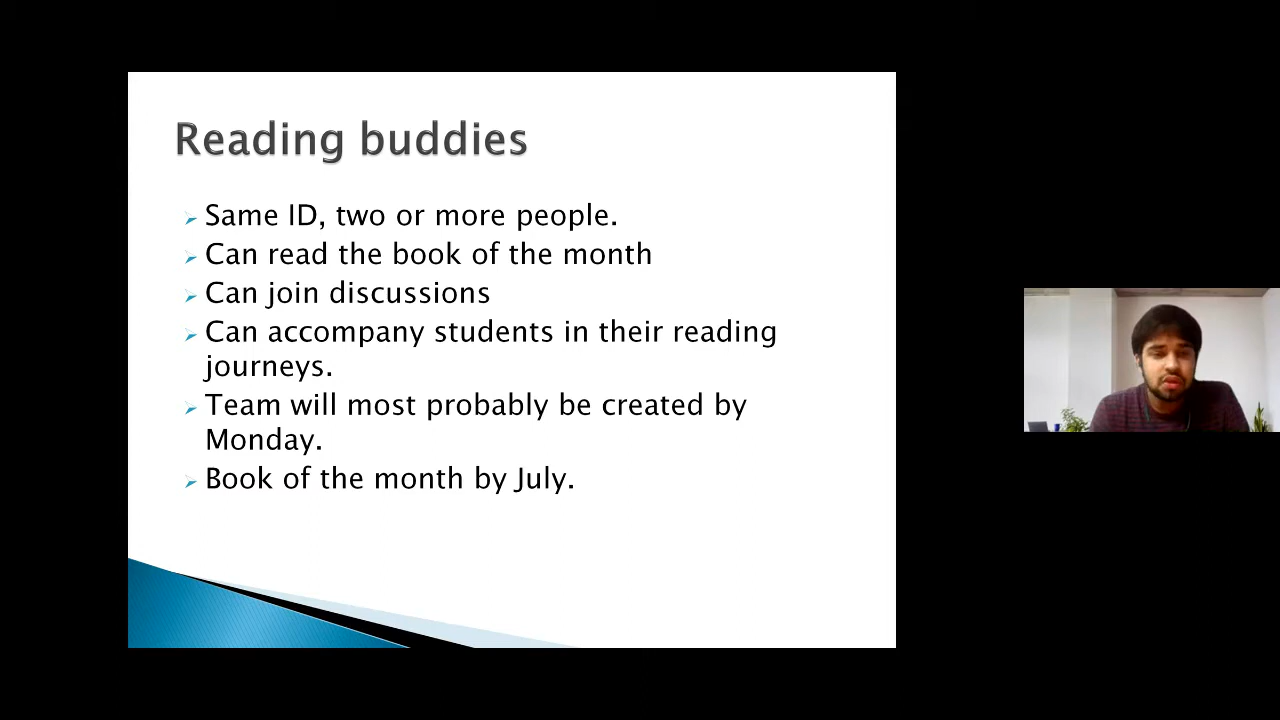 Reading buddies
Same ID, two or more people.
Can read the book of the month
Can join discussions
Can accompany students in their reading
journeys.
Team will most probably be created by
Monday.
Book of the month by July.